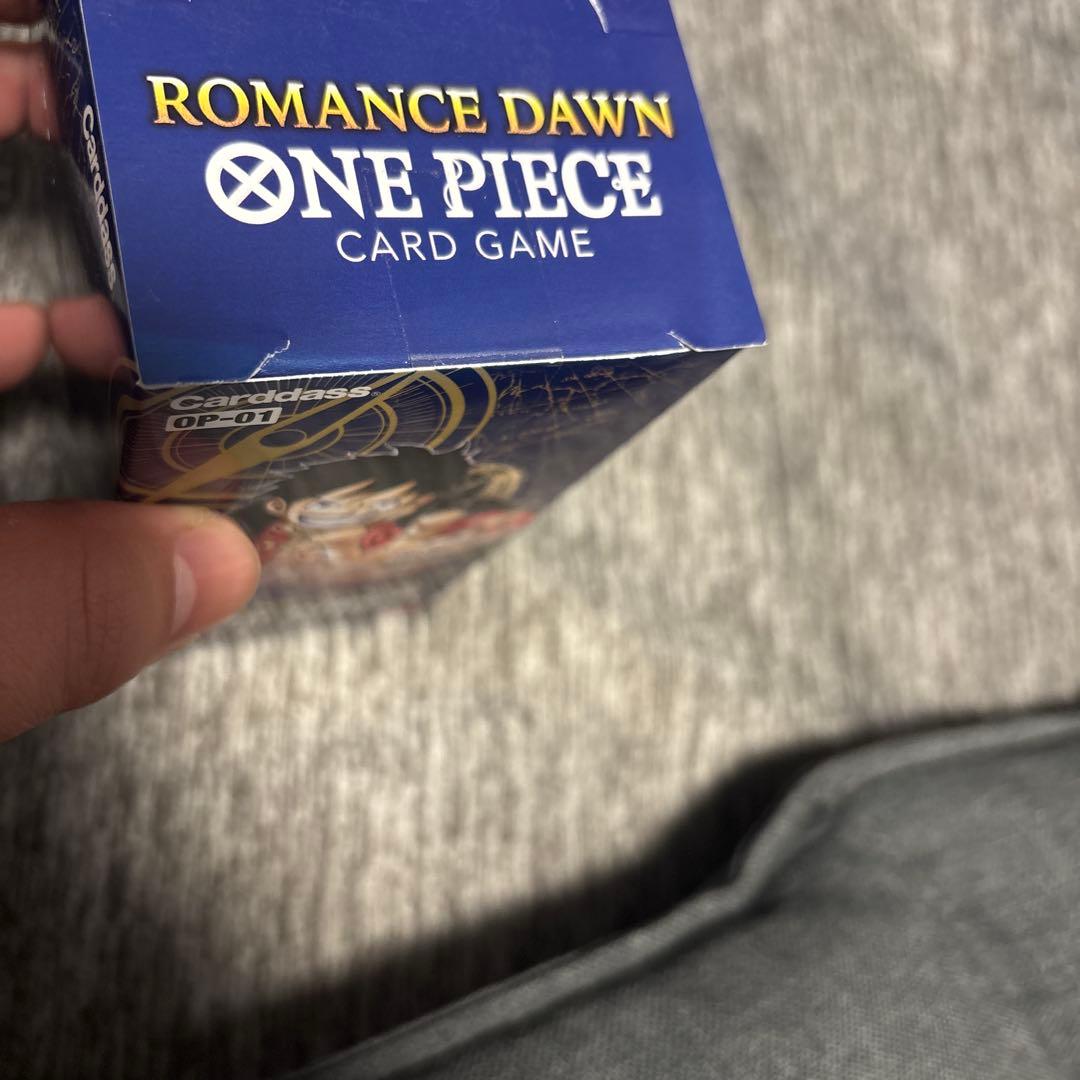 ROMANCE DAWN
ONE PIECE
CARD GAME
Carddass
Carddass®
OP-01